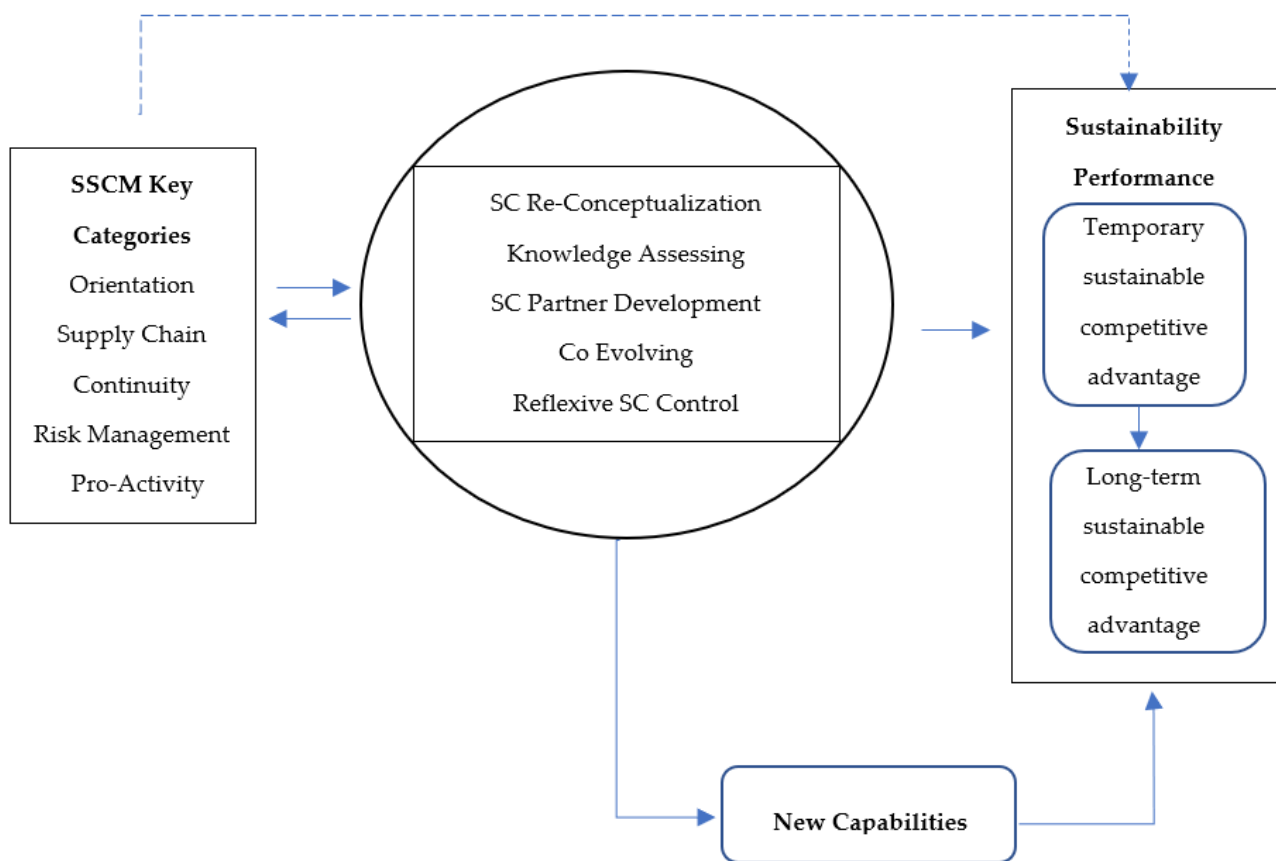 SSCM Key
Categories
Orientation
Supply Chain
Continuity
Risk Management
Pro-Activity
SC Re-Conceptualization
Knowledge Assessing
SC Partner Development
Co Evolving
Reflexive SC Control
Sustainability
Performance
Temporary
sustainable
competitive
advantage
Long-term
sustainable
competitive
advantage
New Capabilities